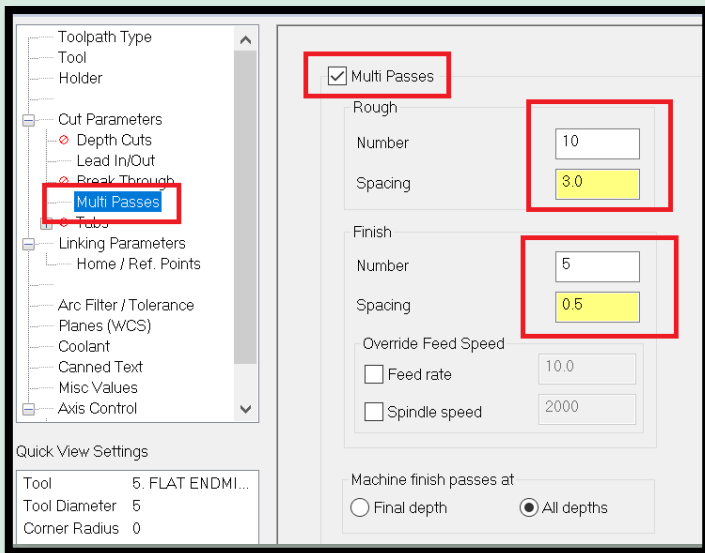 Toolpath Type
Tool
Holder
Cut Parameters
Depth Cuts
Lead In/Out
Break Through
Multi Passes
Tabs
Linking Parameters
Home / Ref. Points
Arc Filter / Tolerance
Planes (WCS)
Coolant
Canned Text
Misc Values
Axis Control
Quick View Settings
Tool 5. FLAT ENDMI...
Tool Diameter 5
Corner Radius 0
Multi Passes
Rough
Number 10
Spacing 3.0
Finish
Number 5
Spacing 0.5
Override Feed Speed
Feed rate 10.0
Spindle speed 2000
Machine finish passes at
Final depth All depths